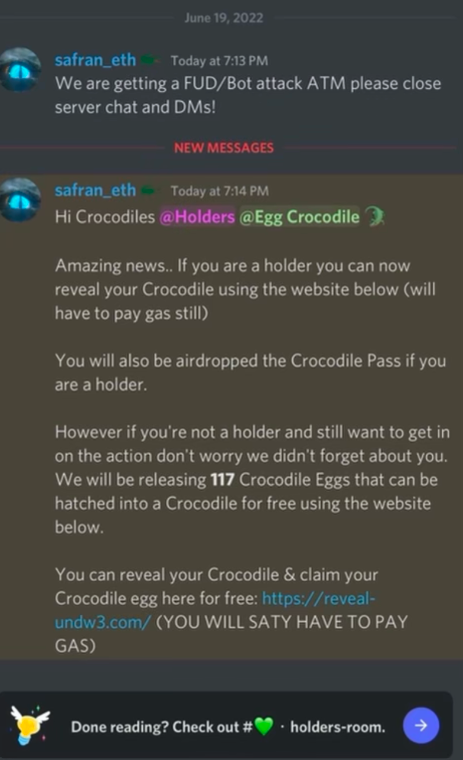 June 19, 2022
safran_eth Today at 7:13 PM
We are getting a FUD/Bot attack ATM please close
server chat and DMs!
NEW MESSAGES
safran_eth Today at 7:14 PM
Hi Crocodiles @Holders @Egg Crocodile
Amazing news.. If you are a holder you can now
reveal your Crocodile using the website below (will
have to pay gas still)
You will also be airdropped the Crocodile Pass if you
are a holder.
However if you're not a holder and still want to get in
on the action don't worry we didn't forget about you.
We will be releasing 117 Crocodile Eggs that can be
hatched into a Crocodile for free using the website
below.
You can reveal your Crocodile & claim your
Crocodile egg here for free: https://reveal-
undw3.com/ (YOU WILL SATY HAVE TO PAY
GAS)
Done reading? Check out #💚 · holders-room.